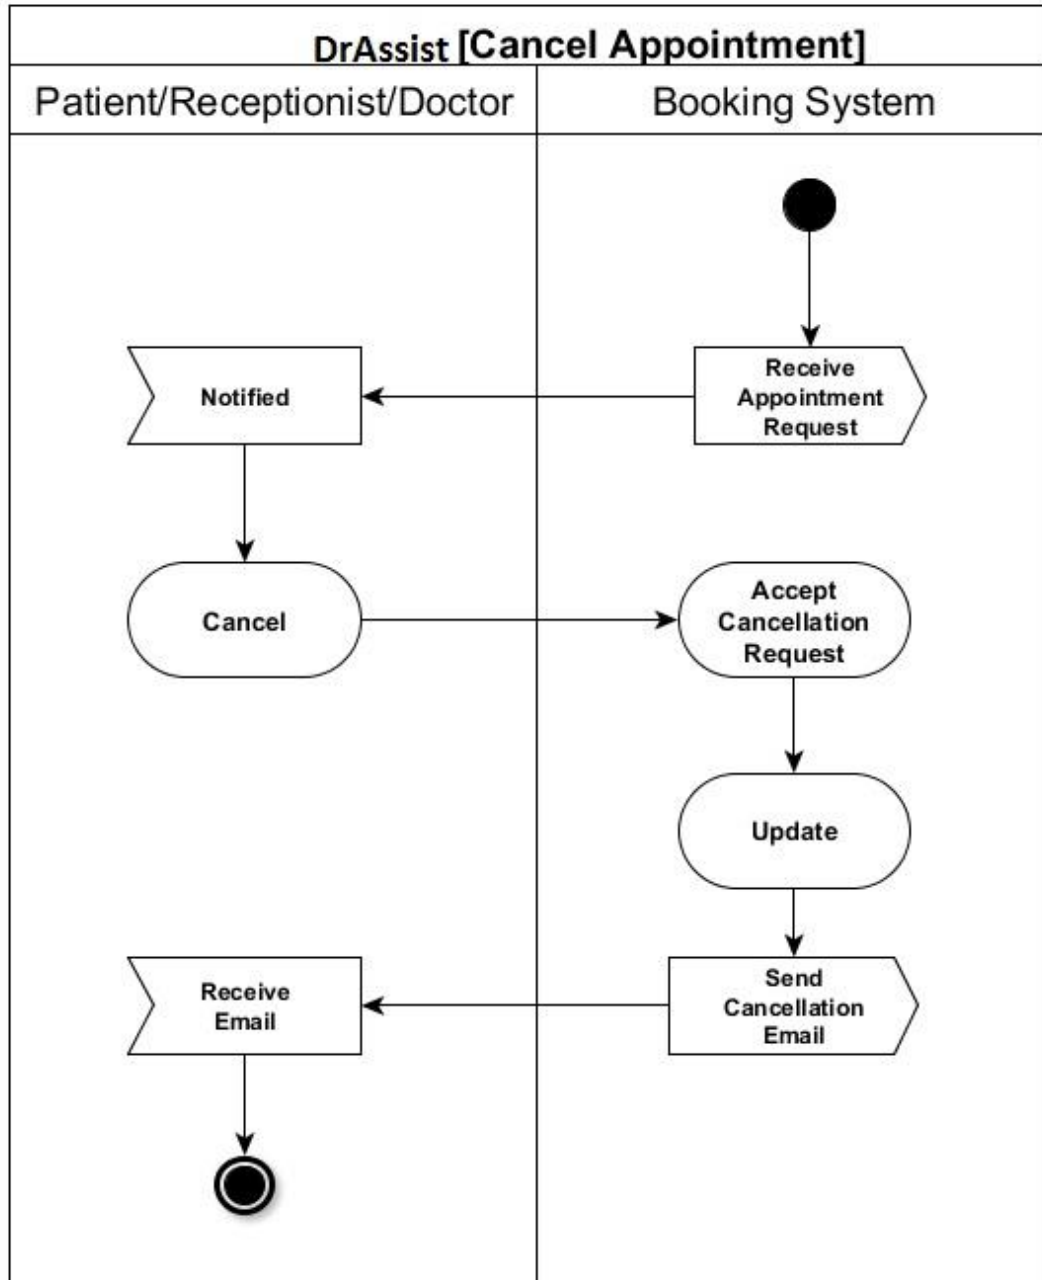 DrAssist [Cancel Appointment]
Patient/Receptionist/Doctor
Booking System
Receive
Appointment
Request
Notified
Cancel
Accept
Cancellation
Request
Update
Send
Cancellation
Email
Receive
Email